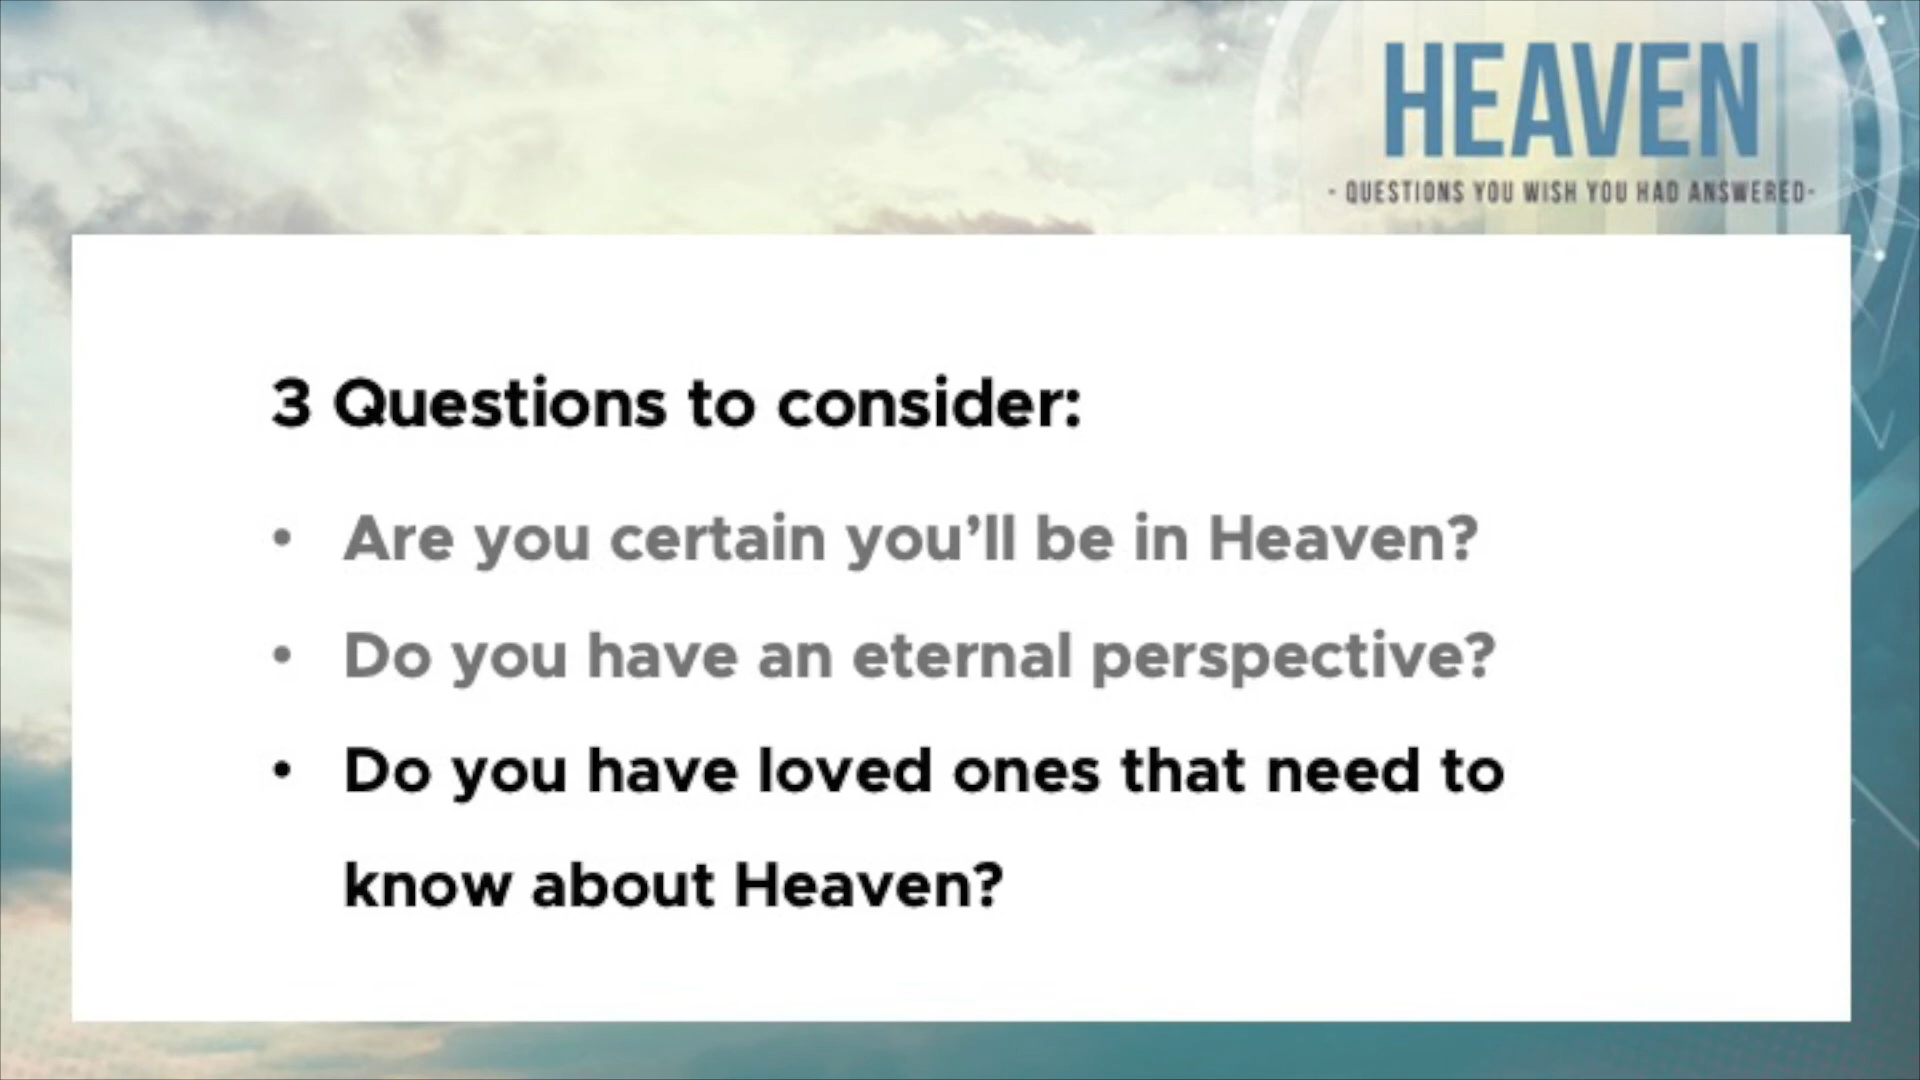 HEAVEN
- QUESTIONS YOU WISH YOU HAD ANSWERED-
3 Questions to consider:
• Are you certain you’ll be in Heaven?
• Do you have an eternal perspective?
• Do you have loved ones that need to
know about Heaven?